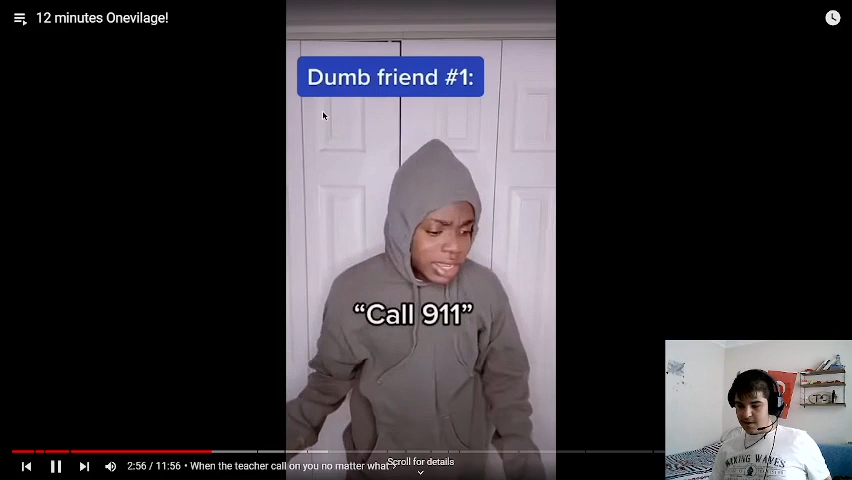 12 minutes Onevilage!
Dumb friend #1:
“Call 911”
2:56 / 11:56 • When the teacher call on you no matter what >
Scroll for details
WAVES